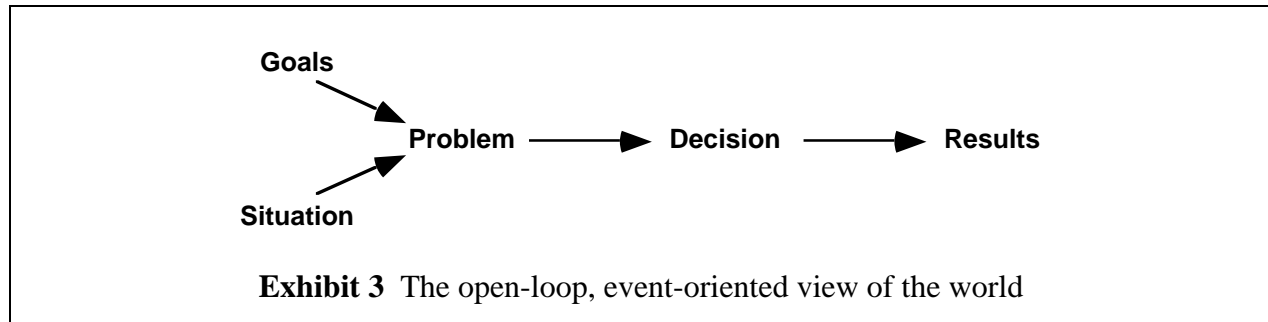 Goals
Problem Decision Results
Situation
Exhibit 3 The open-loop, event-oriented view of the world